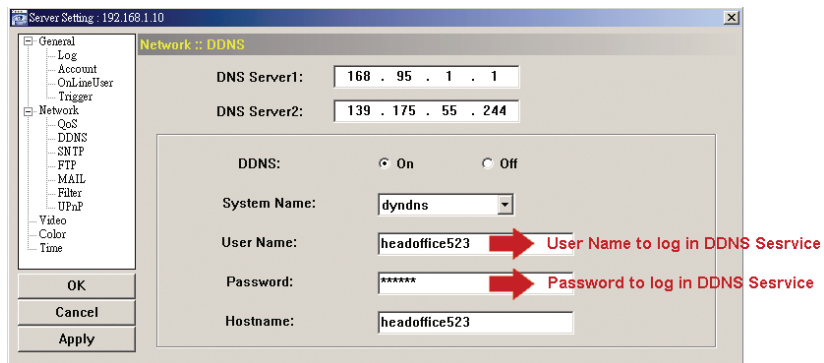 Server Setting : 192.168.1.10
General
Log
Account
OnLineUser
Trigger
Network
QoS
DDNS
SNTP
FTP
MAIL
Filter
UPnP
Video
Color
Time
OK
Cancel
Apply
Network :: DDNS
DNS Server1: 168 . 95 . 1 . 1
DNS Server2: 139 . 175 . 55 . 244
DDNS: On Off
System Name: dyndns
User Name: headoffice523 User Name to log in DDNS Sesrvice
Password: ****** Password to log in DDNS Sesrvice
Hostname: headoffice523